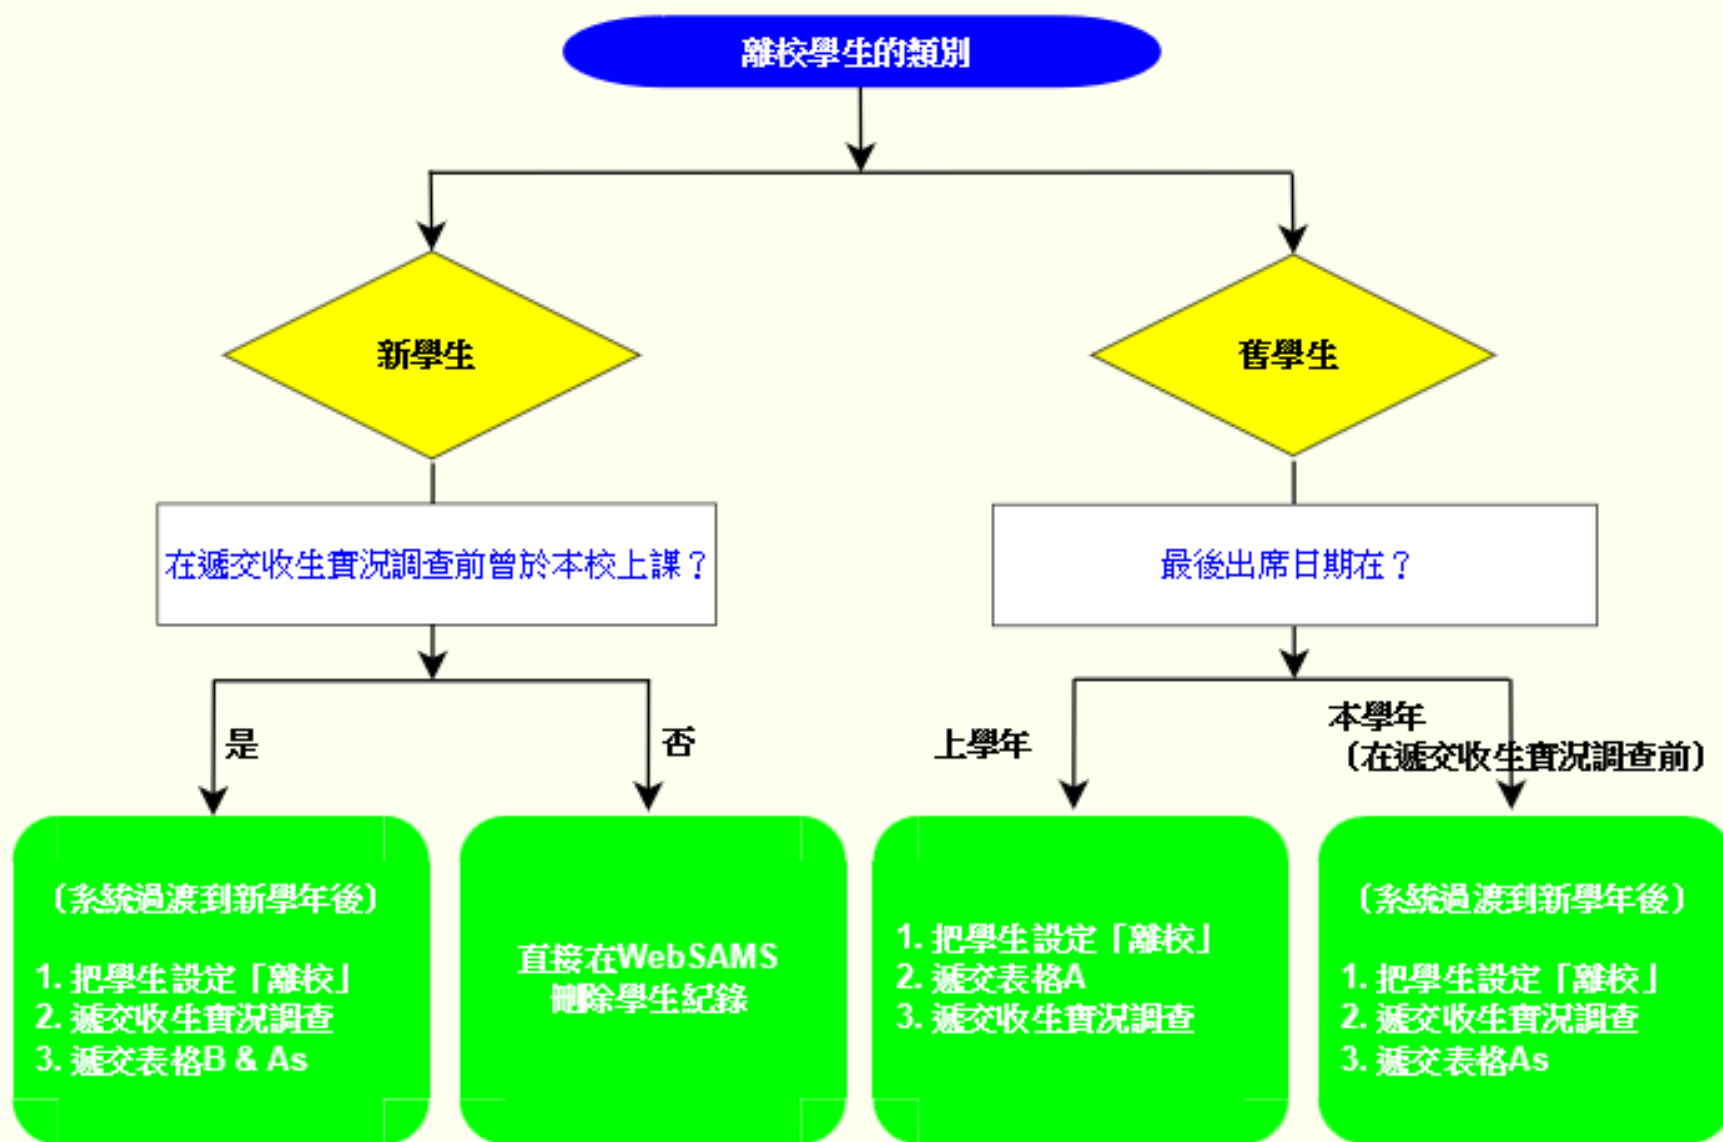 離校學生的類別
新學生
舊學生
在遞交收生實況調查前曾於本校上課？
最後出席日期在？
是
否
上學年
本學年
（在遞交收生實況調查前）
（系統過渡到新學年後）
1. 把學生設定「離校」
2. 遞交收生實況調查
3. 遞交表格B & As
直接在WebSAMS
刪除學生紀錄
1. 把學生設定「離校」
2. 遞交表格A
3. 遞交收生實況調查
（系統過渡到新學年後）
1. 把學生設定「離校」
2. 遞交收生實況調查
3. 遞交表格As